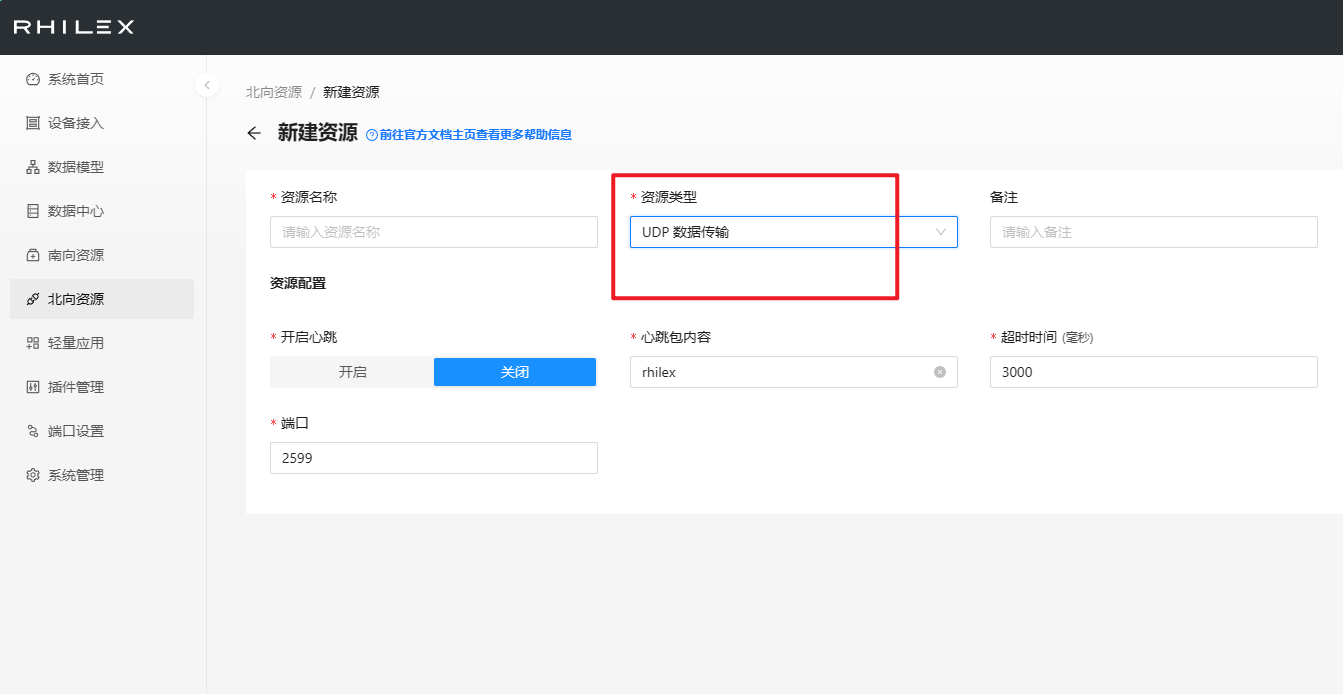 RHILEX
系统首页
设备接入
数据模型
数据中心
南向资源
北向资源
轻量应用
插件管理
端口设置
系统管理
北向资源 / 新建资源
新建资源 前往官方文档主页查看更多帮助信息
* 资源名称
请输入资源名称
* 资源类型
UDP 数据传输
备注
请输入备注
资源配置
* 开启心跳
开启 关闭
* 心跳包内容
rhilex
* 超时时间 (毫秒)
3000
* 端口
2599